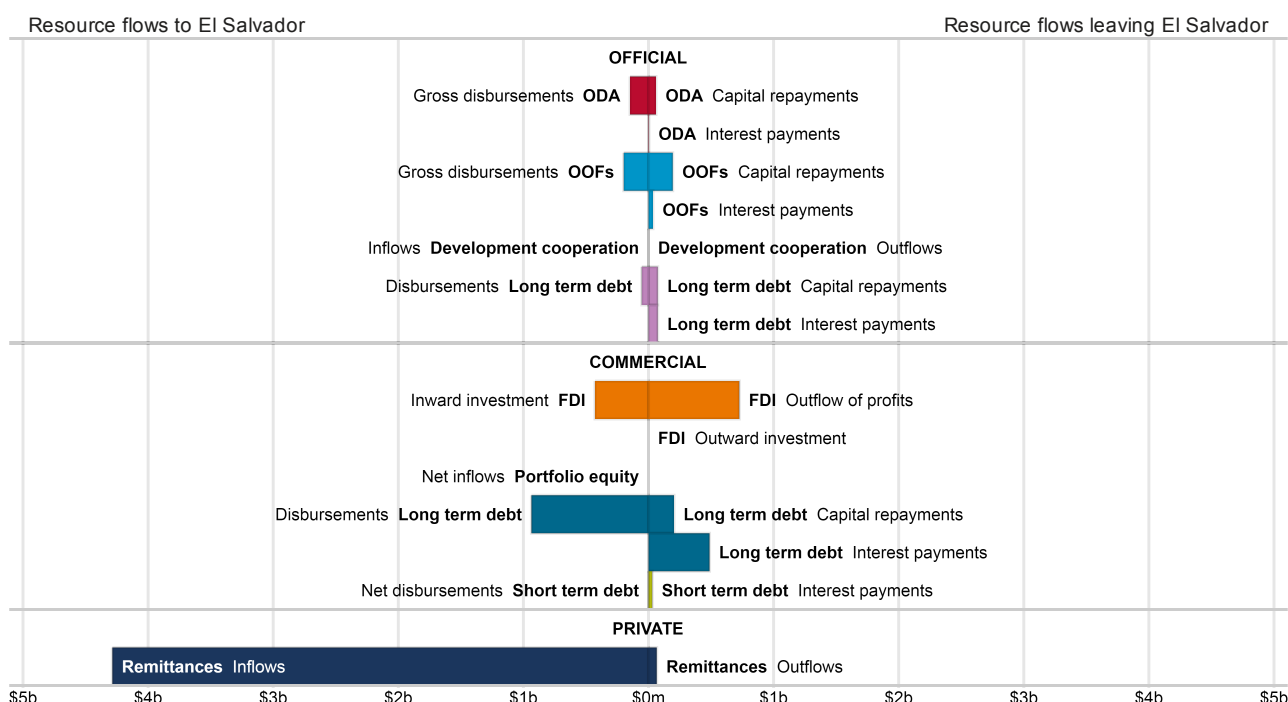 Resource flows to El Salvador Resource flows leaving El Salvador
OFFICIAL
Gross disbursements ODA ODA Capital repayments
ODA Interest payments
Gross disbursements OOFs OOFs Capital repayments
OOFs Interest payments
Inflows Development cooperation Development cooperation Outflows
Disbursements Long term debt Long term debt Capital repayments
Long term debt Interest payments
COMMERCIAL
Inward investment FDI FDI Outflow of profits
FDI Outward investment
Net inflows Portfolio equity
Disbursements Long term debt Long term debt Capital repayments
Long term debt Interest payments
Net disbursements Short term debt Short term debt Interest payments
PRIVATE
Remittances Inflows Remittances Outflows
$5b $4b $3b $2b $1b $0m $1b $2b $3b $4b $5b